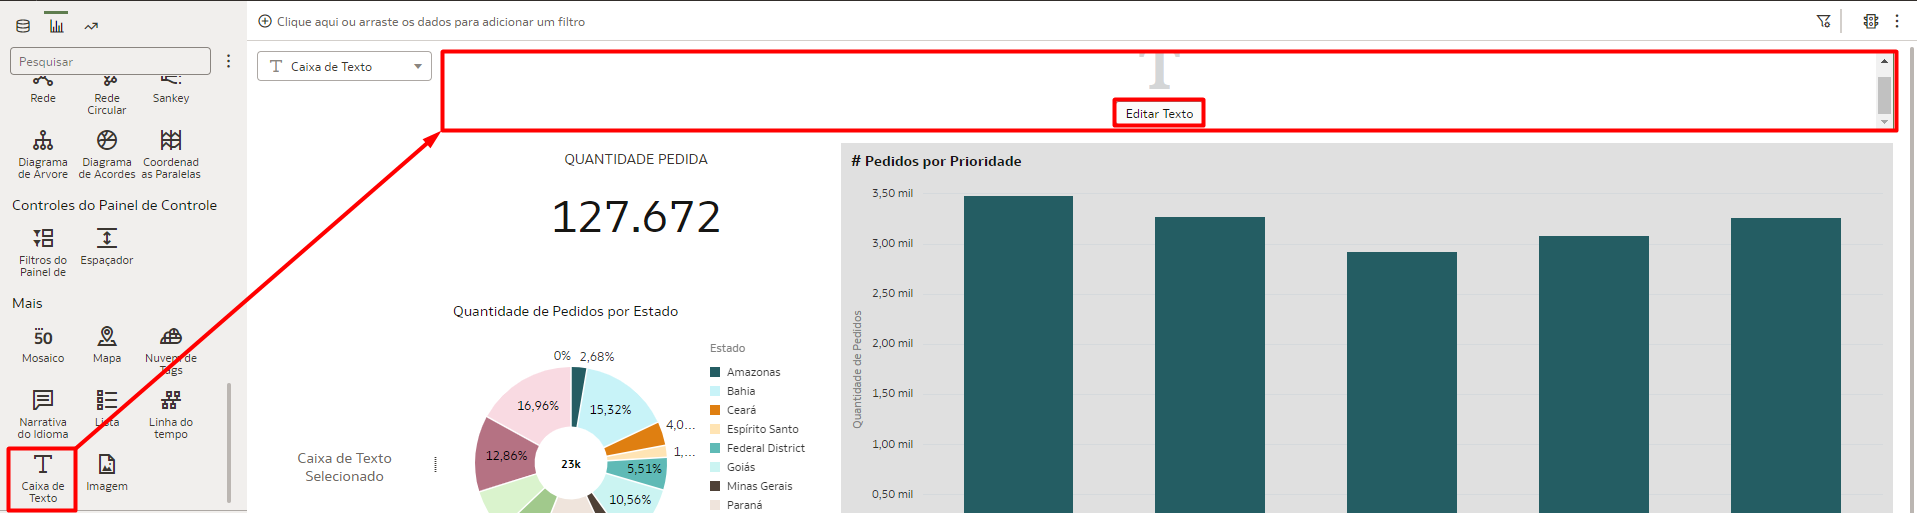 Clique aqui ou arraste os dados para adicionar um filtro
Pesquisar
Rede
Rede
Circular
Sankey
Diagrama
de Árvore
Diagrama
de Acordes
Coordenad
as Paralelas
Controles do Painel de Controle
Filtros do
Painel de
Espaçador
Mais
50
Mosaico
Mapa
Nuvem de
Tags
Narrativa
do Idioma
Lista
Linha do
tempo
Caixa de
Texto
Imagem
Caixa de Texto
Editar Texto
QUANTIDADE PEDIDA
127.672
Quantidade de Pedidos por Estado
0%
2,68%
16,96%
15,32%
4,0...
1,...
12,86%
23k
5,51%
10,56%
Estado
Amazonas
Bahia
Ceará
Espírito Santo
Federal District
Goiás
Minas Gerais
Paraná
Caixa de Texto
Selecionado
# Pedidos por Prioridade
Quantidade de Pedidos
3,50 mil
3,00 mil
2,50 mil
2,00 mil
1,50 mil
1,00 mil
0,50 mil